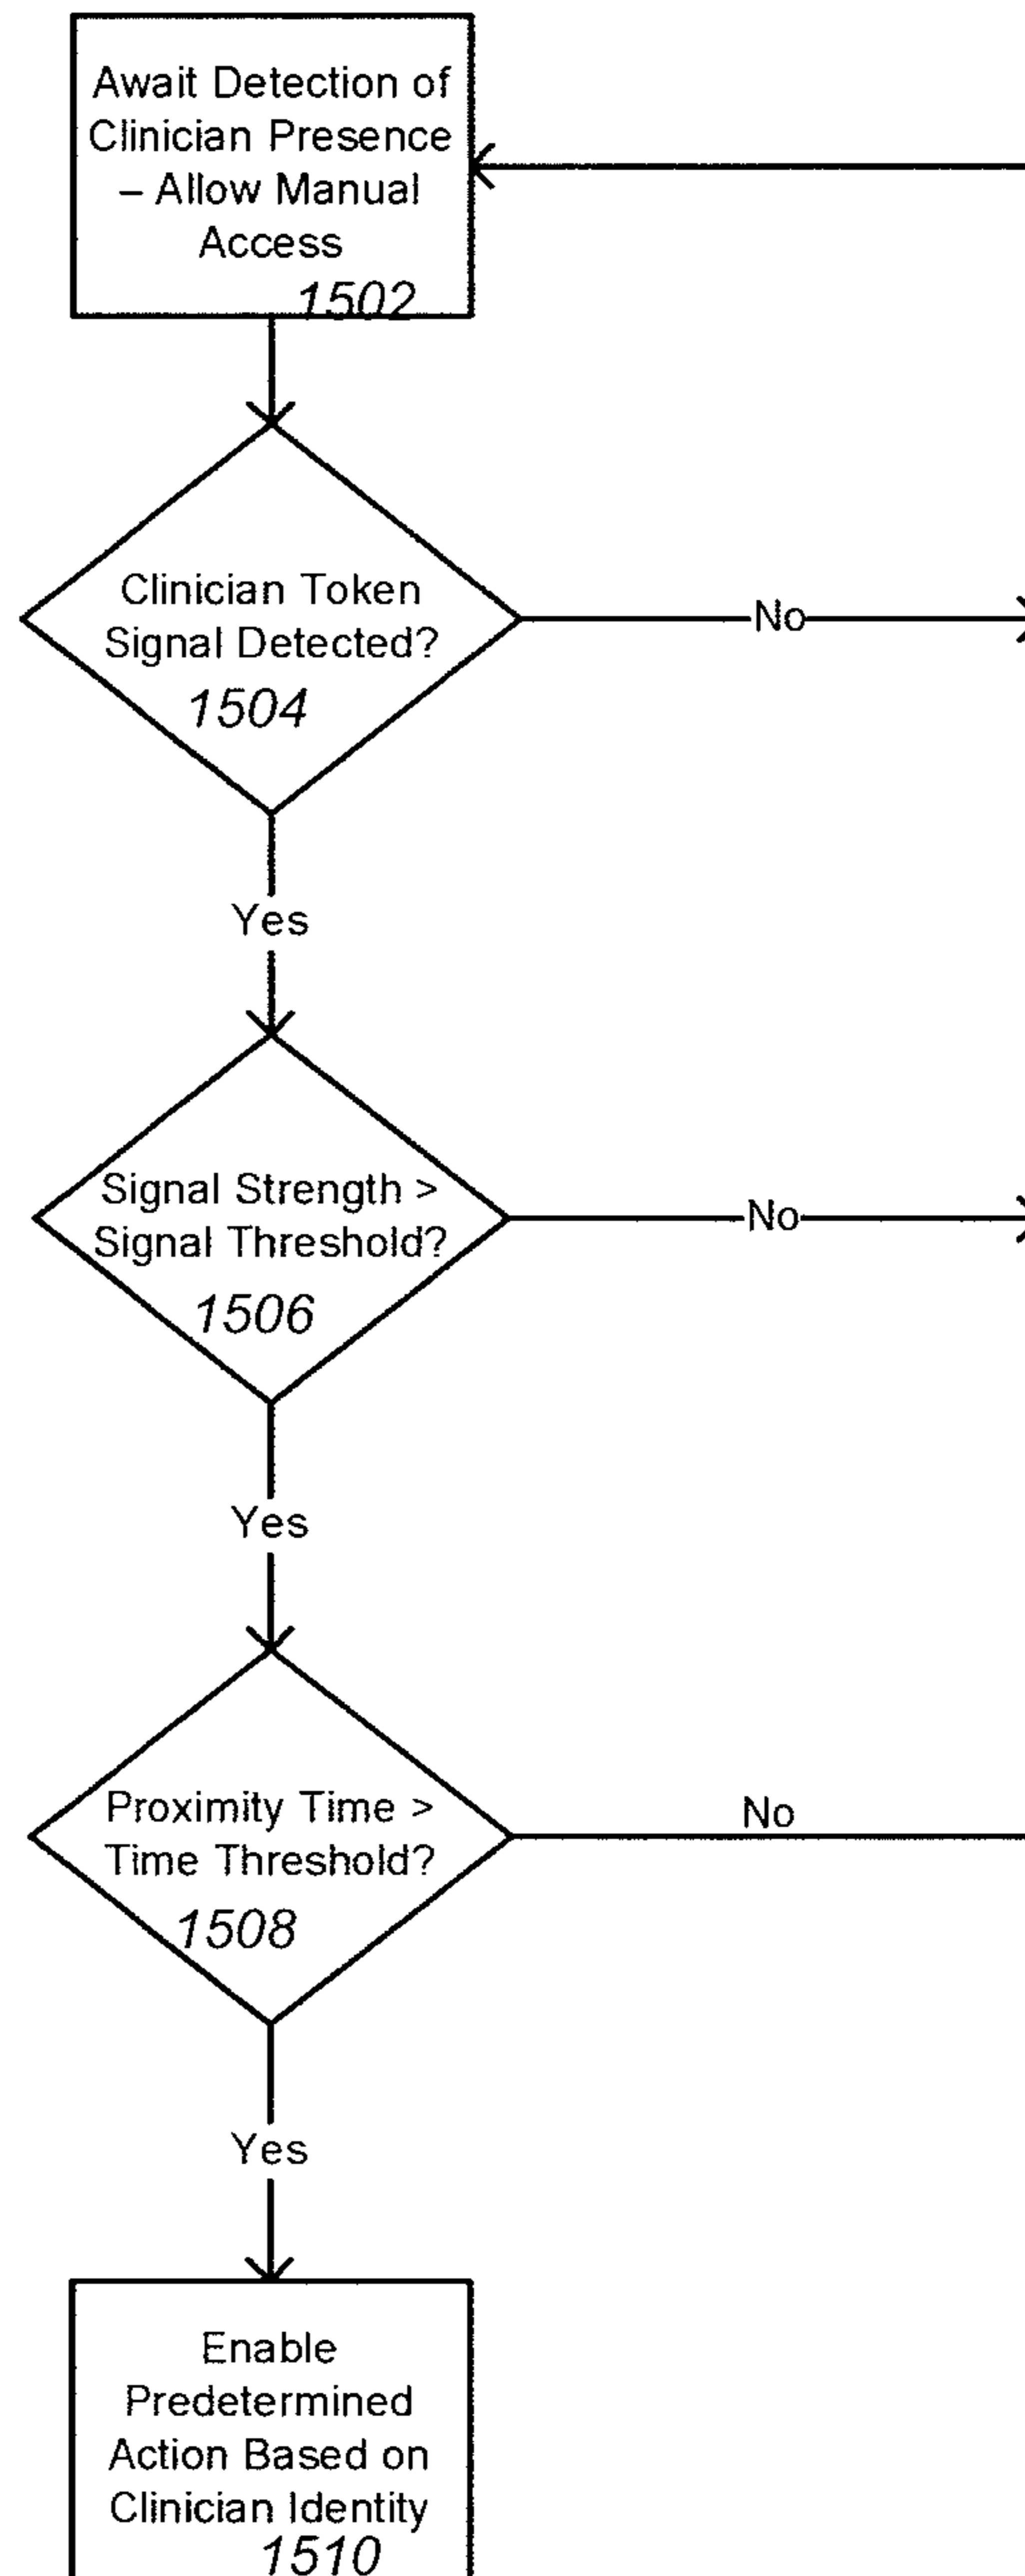 Await Detection of
Clinician Presence
– Allow Manual
Access
1502
Clinician Token
Signal Detected?
1504
No
Yes
Signal Strength >
Signal Threshold?
1506
No
Yes
Proximity Time >
Time Threshold?
1508
No
Yes
Enable
Predetermined
Action Based on
Clinician Identity
1510